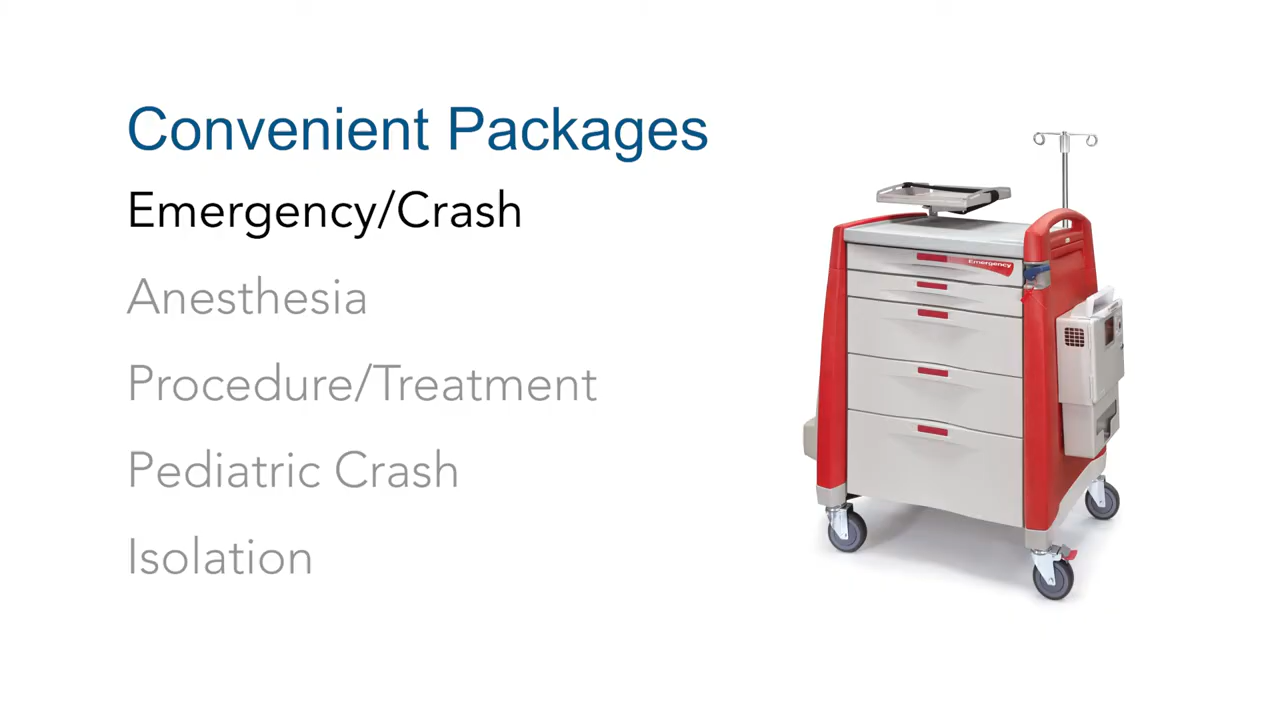 Convenient Packages
Emergency/Crash
Anesthesia
Procedure/Treatment
Pediatric Crash
Isolation
Emergency